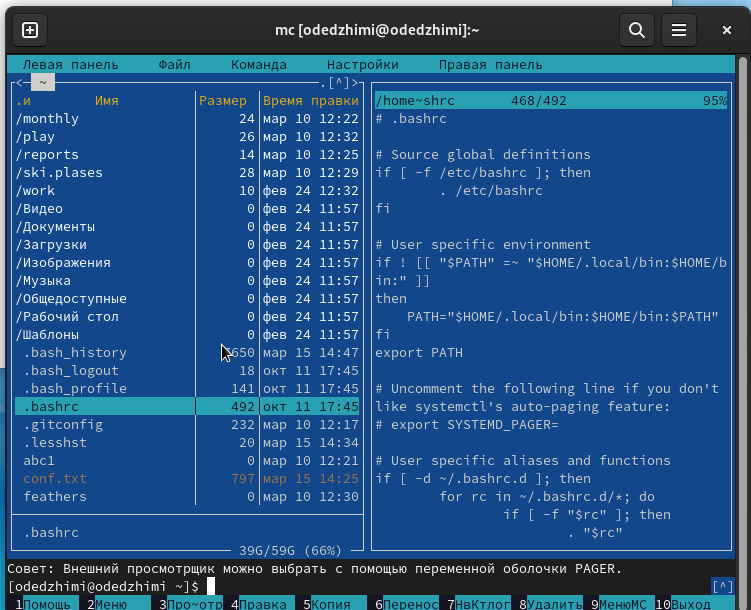 mc [odedzhimi@odedzhimi]:~
Левая панель Файл Команда Настройки Правая панель
<─ ~ .[^]>
.и Имя Размер Время правки
/monthly 24 мар 10 12:22
/play 26 мар 10 12:32
/reports 14 мар 10 12:25
/ski.plases 28 мар 10 12:29
/work 10 фев 24 12:32
/Видео 0 фев 24 11:57
/Документы 0 фев 24 11:57
/Загрузки 0 фев 24 11:57
/Изображения 0 фев 24 11:57
/Музыка 0 фев 24 11:57
/Общедоступные 0 фев 24 11:57
/Рабочий стол 0 фев 24 11:57
/Шаблоны 0 фев 24 11:57
.bash_history мар 15 14:47
.bash_logout 18 окт 11 17:45
.bash_profile 141 окт 11 17:45
.bashrc 492 окт 11 17:45
.gitconfig 232 мар 10 12:17
.lesshst 20 мар 15 14:34
abc1 0 мар 10 12:21
conf.txt 797 мар 15 14:25
feathers 0 мар 10 12:30
.bashrc
39G/59G (66%)
/home~shrc 468/492 95%
# .bashrc
# Source global definitions
if [ -f /etc/bashrc ]; then
. /etc/bashrc
fi
# User specific environment
if ! [[ "$PATH" =~ "$HOME/.local/bin:$HOME/b
in:" ]]
then
PATH="$HOME/.local/bin:$HOME/bin:$PATH"
fi
export PATH
# Uncomment the following line if you don't
like systemctl's auto-paging feature:
# export SYSTEMD_PAGER=
# User specific aliases and functions
if [ -d ~/.bashrc.d ]; then
for rc in ~/.bashrc.d/*; do
if [ -f "$rc" ]; then
. "$rc"
Совет: Внешний просмотрщик можно выбрать с помощью переменной оболочки PAGER.
[odedzhimi@odedzhimi ~]$ [^]
1Помощь 2Меню 3Про~отр 4Правка 5Копия 6Перенос 7НвКтлог 8Удалить 9МенюMC 10Выход